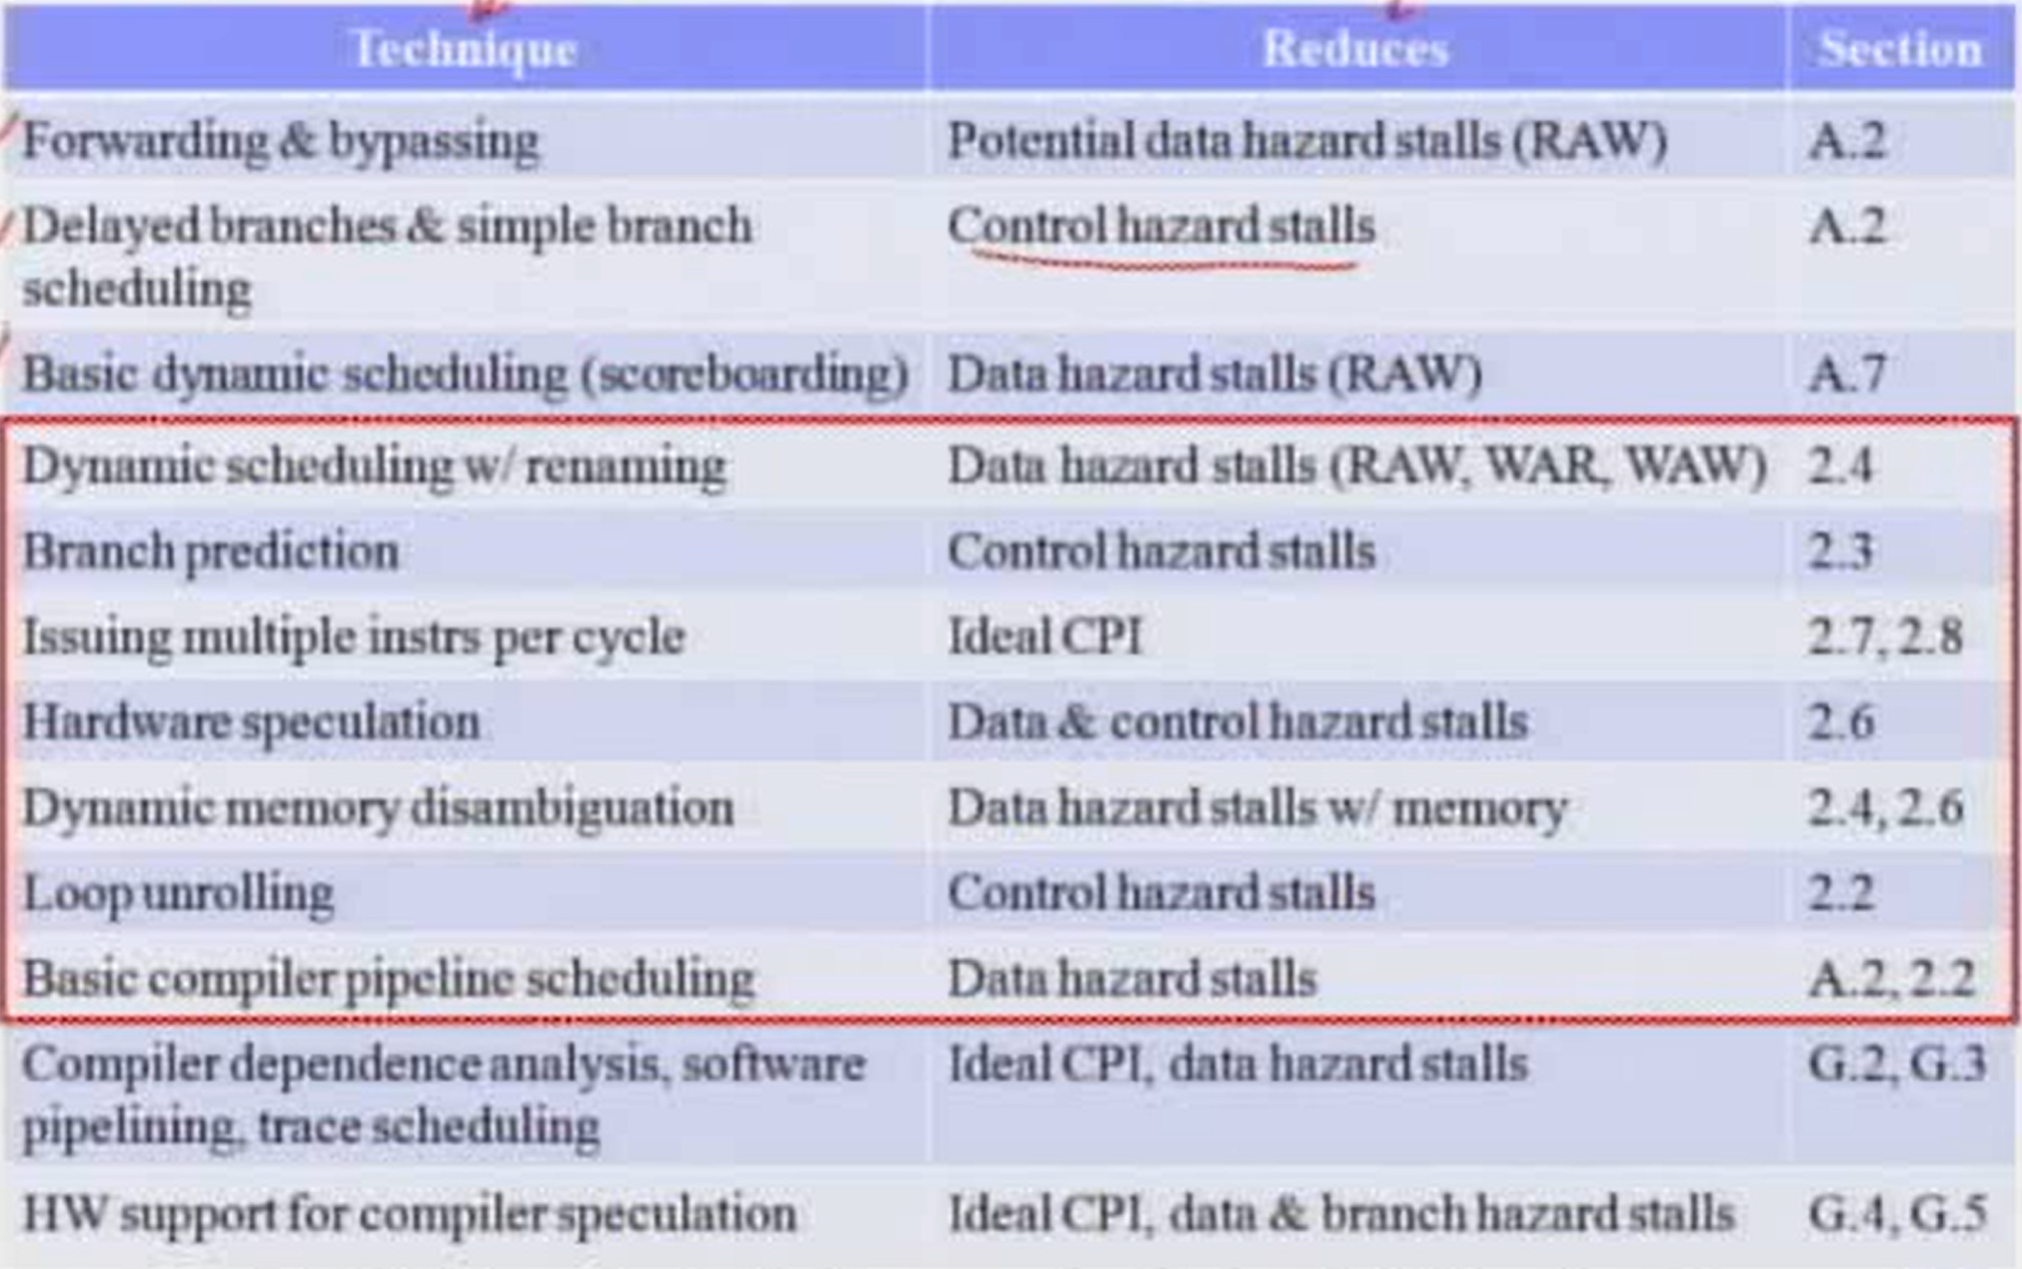 Technique Reduces Section
Forwarding & bypassing Potential data hazard stalls (RAW) A.2
Delayed branches & simple branch Control hazard stalls A.2
scheduling
Basic dynamic scheduling (scoreboarding) Data hazard stalls (RAW) A.7
Dynamic scheduling w/ renaming Data hazard stalls (RAW, WAR, WAW) 2.4
Branch prediction Control hazard stalls 2.3
Issuing multiple instrs per cycle Ideal CPI 2.7, 2.8
Hardware speculation Data & control hazard stalls 2.6
Dynamic memory disambiguation Data hazard stalls w/ memory 2.4, 2.6
Loop unrolling Control hazard stalls 2.2
Basic compiler pipeline scheduling Data hazard stalls A.2, 2.2
Compiler dependence analysis, software Ideal CPI, data hazard stalls G.2, G.3
pipelining, trace scheduling
HW support for compiler speculation Ideal CPI, data & branch hazard stalls G.4, G.5